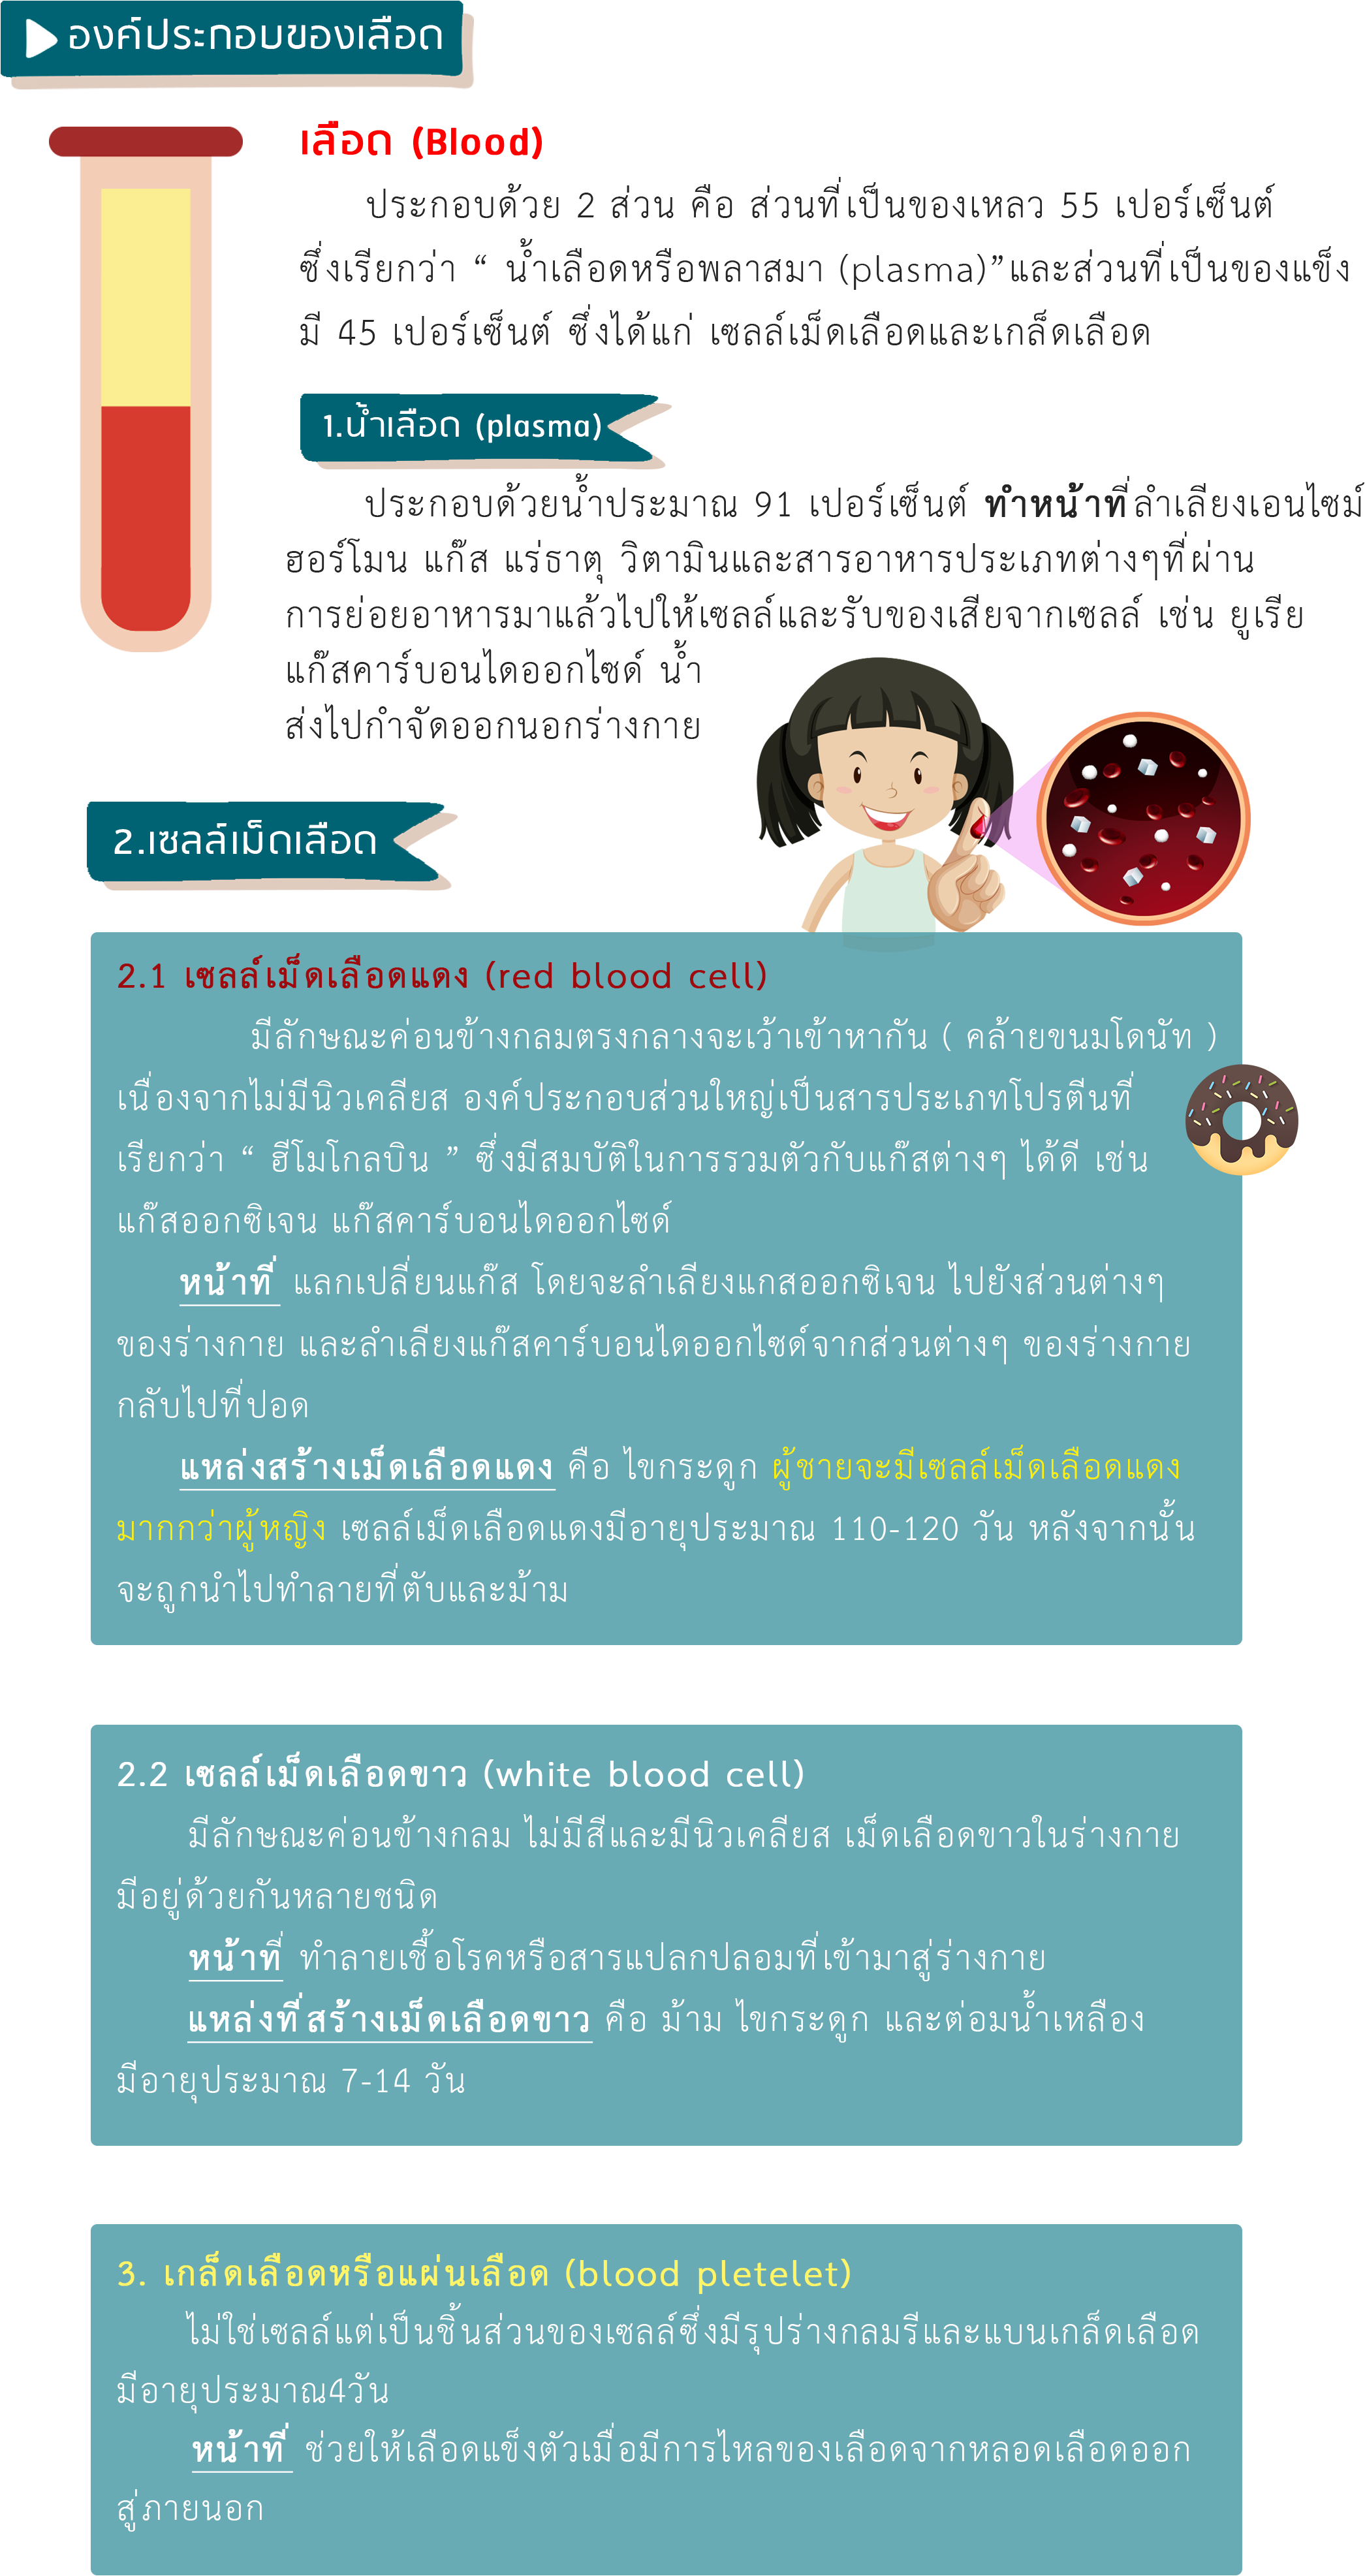 องค์ประกอบของเลือด
เลือด (Blood)
ประกอบด้วย 2 ส่วน คือ ส่วนที่เป็นของเหลว 55 เปอร์เซ็นต์
ซึ่งเรียกว่า “ น้ำเลือดหรือพลาสมา (plasma)”และส่วนที่เป็นของแข็ง
มี 45 เปอร์เซ็นต์ ซึ่งได้แก่ เซลล์เม็ดเลือดและเกล็ดเลือด
1.น้ำเลือด (plasma)
ประกอบด้วยน้ำประมาณ 91 เปอร์เซ็นต์ ทำหน้าที่ลำเลียงเอนไซม์
ฮอร์โมน แก๊ส แร่ธาตุ วิตามินและสารอาหารประเภทต่างๆที่ผ่าน
การย่อยอาหารมาแล้วไปให้เซลล์และรับของเสียจากเซลล์ เช่น ยูเรีย
แก๊สคาร์บอนไดออกไซด์ น้ำ
ส่งไปกำจัดออกนอกร่างกาย
2.เซลล์เม็ดเลือด
2.1 เซลล์เม็ดเลือดแดง (red blood cell)
มีลักษณะค่อนข้างกลมตรงกลางจะเว้าเข้าหากัน ( คล้ายขนมโดนัท )
เนื่องจากไม่มีนิวเคลียส องค์ประกอบส่วนใหญ่เป็นสารประเภทโปรตีนที่
เรียกว่า “ ฮีโมโกลบิน ” ซึ่งมีสมบัติในการรวมตัวกับแก๊สต่างๆ ได้ดี เช่น
แก๊สออกซิเจน แก๊สคาร์บอนไดออกไซด์
หน้าที่ แลกเปลี่ยนแก๊ส โดยจะลำเลียงแกสออกซิเจน ไปยังส่วนต่างๆ
ของร่างกาย และลำเลียงแก๊สคาร์บอนไดออกไซด์จากส่วนต่างๆ ของร่างกาย
กลับไปที่ปอด
แหล่งสร้างเม็ดเลือดแดง คือ ไขกระดูก ผู้ชายจะมีเซลล์เม็ดเลือดแดง
มากกว่าผู้หญิง เซลล์เม็ดเลือดแดงมีอายุประมาณ 110-120 วัน หลังจากนั้น
จะถูกนำไปทำลายที่ตับและม้าม
2.2 เซลล์เม็ดเลือดขาว (white blood cell)
มีลักษณะค่อนข้างกลม ไม่มีสีและมีนิวเคลียส เม็ดเลือดขาวในร่างกาย
มีอยู่ด้วยกันหลายชนิด
หน้าที่ ทำลายเชื้อโรคหรือสารแปลกปลอมที่เข้ามาสู่ร่างกาย
แหล่งที่สร้างเม็ดเลือดขาว คือ ม้าม ไขกระดูก และต่อมน้ำเหลือง
มีอายุประมาณ 7-14 วัน
3. เกล็ดเลือดหรือแผ่นเลือด (blood pletelet)
ไม่ใช่เซลล์แต่เป็นชิ้นส่วนของเซลล์ซึ่งมีรุปร่างกลมรีและแบนเกล็ดเลือด
มีอายุประมาณ4วัน
หน้าที่ ช่วยให้เลือดแข็งตัวเมื่อมีการไหลของเลือดจากหลอดเลือดออก
สู่ภายนอก